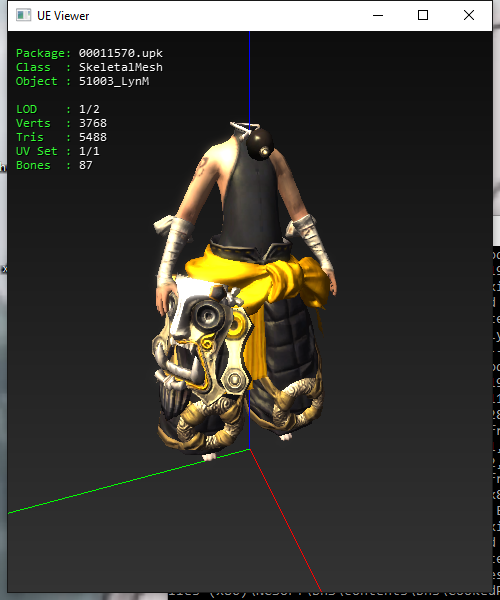 UE Viewer
Package: 00011570.upk
Class : SkeletalMesh
Object : 51003_LynM
LOD : 1/2
Verts : 3768
Tris : 5488
UV Set : 1/1
Bones : 87